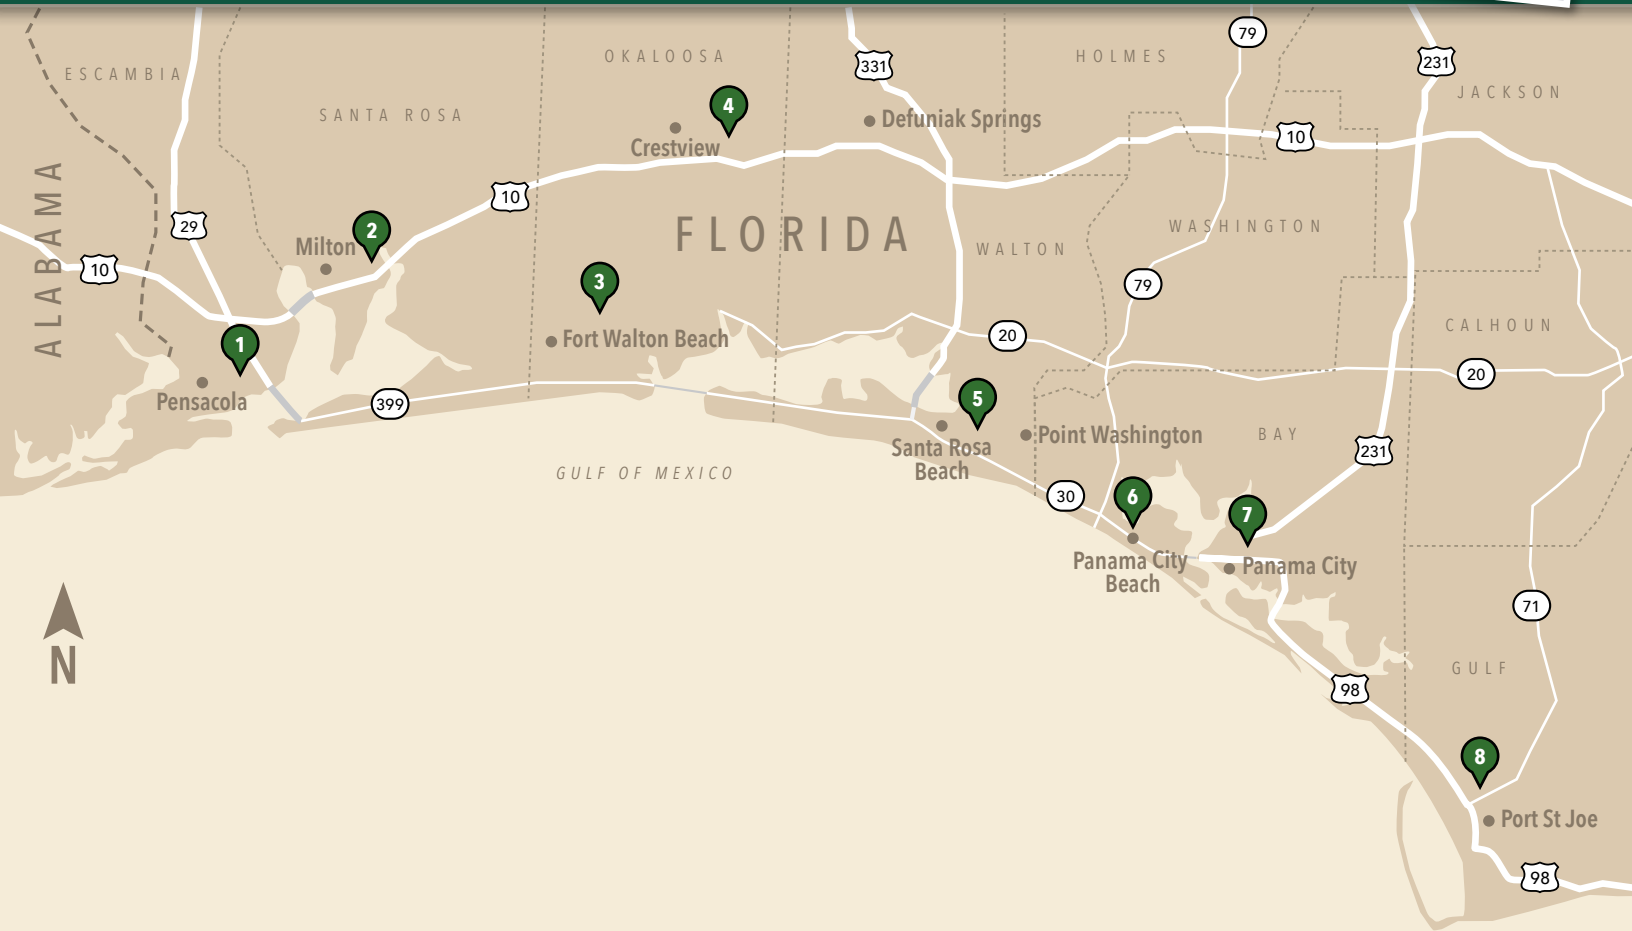 79
OKALOOSA
HOLMES
331
231
ESCAMBIA
JACKSON
4
SANTA ROSA
Defuniak Springs
Crestview
10
10
ALABAMA
29
2
Milton
FLORIDA
WASHINGTON
WALTON
10
3
79
CALHOUN
1
Fort Walton Beach
20
20
Pensacola
399
5
Santa Rosa
Beach
Point Washington
BAY
231
GULF OF MEXICO
30
6
7
Panama City
Beach
Panama City
71
N
GULF
98
8
Port St Joe
98